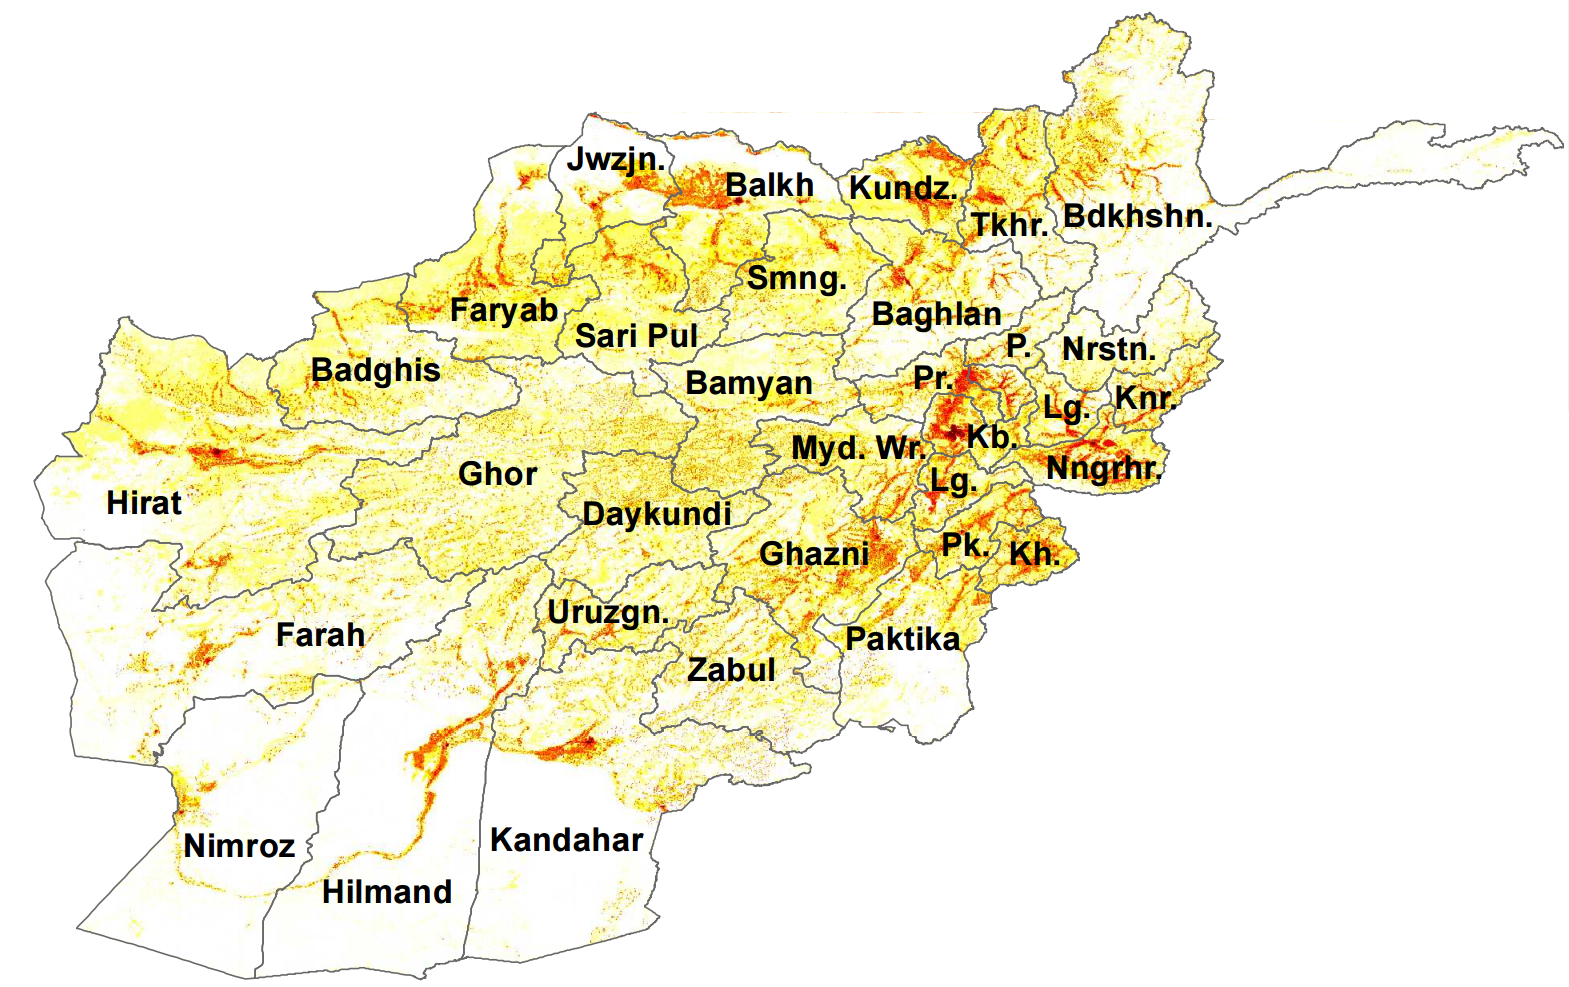 Jwzjn.
Balkh
Kundz.
Tkhr.
Bdkhshn.
Smng.
Faryab
Baghlan
Sari Pul
P.
Nrstn.
Badghis
Bamyan
Pr.
Lg.
Knr.
Kb.
Myd. Wr.
Nngrhr.
Ghor
Lg.
Hirat
Daykundi
Ghazni
Pk.
Kh.
Uruzgn.
Farah
Paktika
Zabul
Nimroz
Kandahar
Hilmand